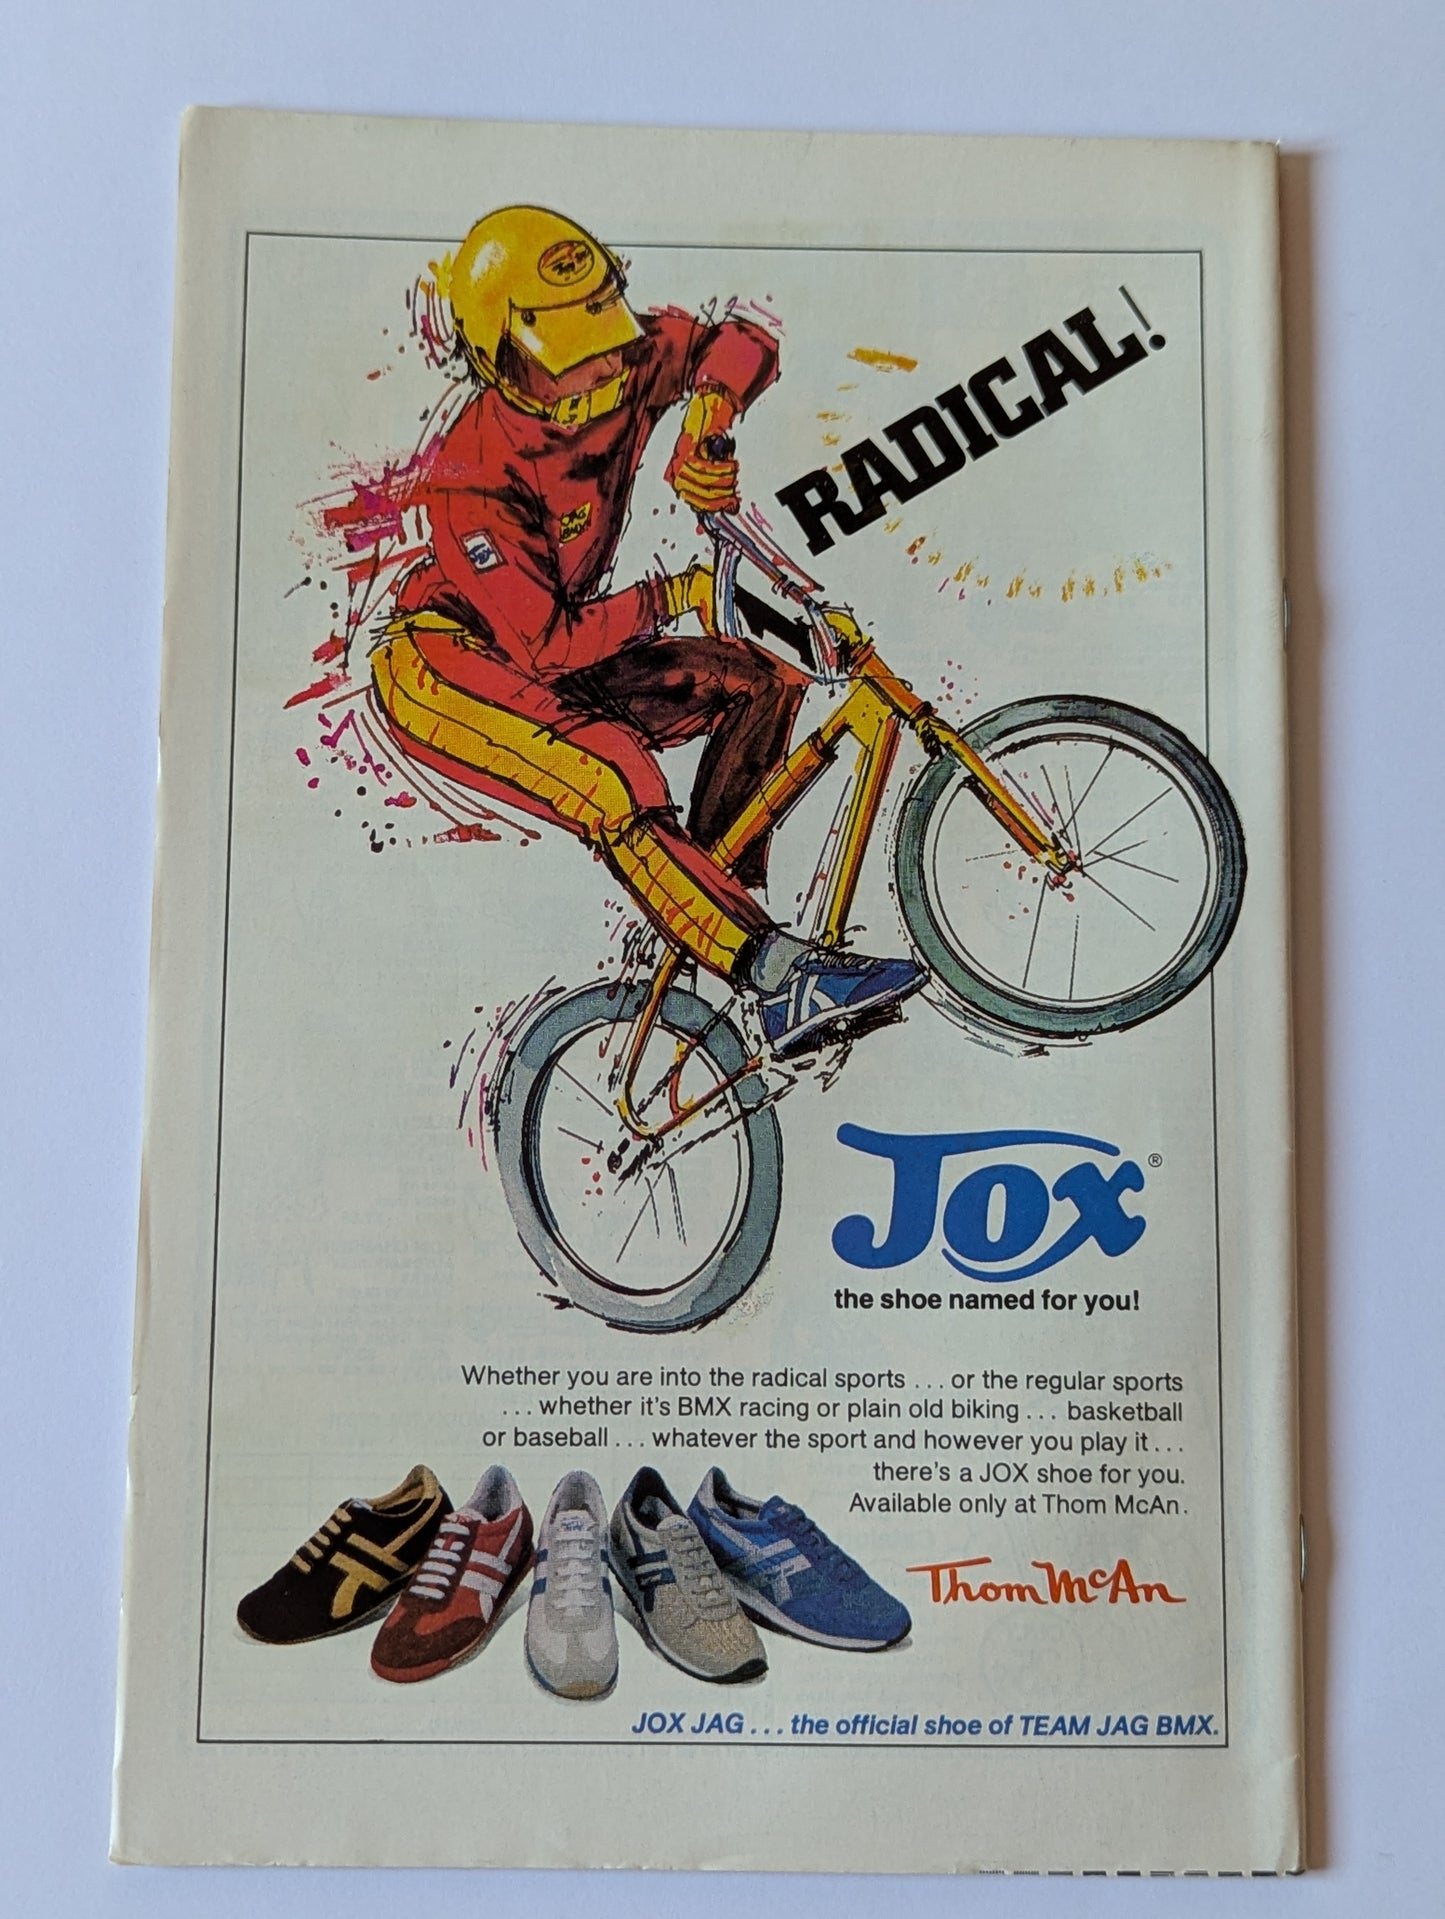 RADICAL!
JAG
BMX
1
Jox®
the shoe named for you!
Whether you are into the radical sports ... or the regular sports
... whether it's BMX racing or plain old biking ... basketball
or baseball ... whatever the sport and however you play it ...
there's a JOX shoe for you.
Available only at Thom McAn.
Thom McAn
JOX JAG ... the official shoe of TEAM JAG BMX.